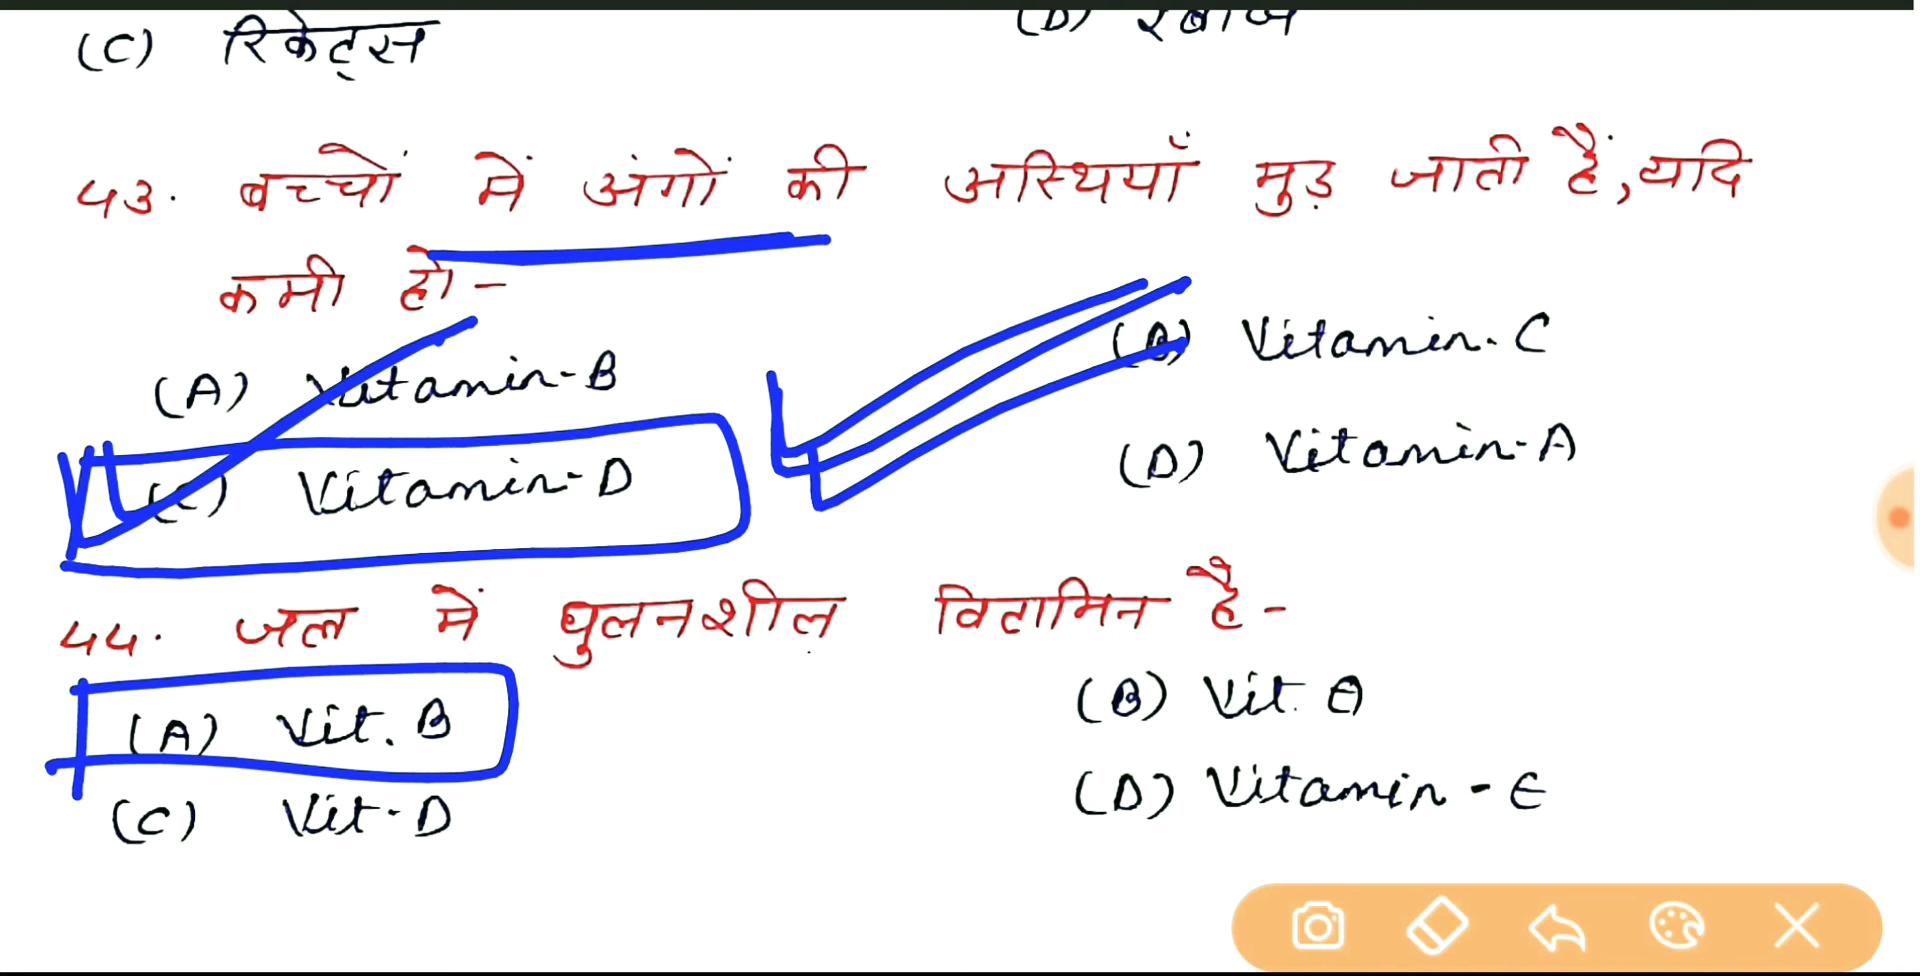 (C) रिकेट्स
(D)
43. बच्चों में अंगों की अस्थियाँ मुड़ जाती हैं, यदि
कमी हो -
(A) Vitamin-B (B) Vitamin. C
(C) Vitamin-D (D) Vitamin-A
44. जल में घुलनशील विटामिन है -
(A) Vit. B (B) Vit.
(C) Vit-D (D) Vitamin - E